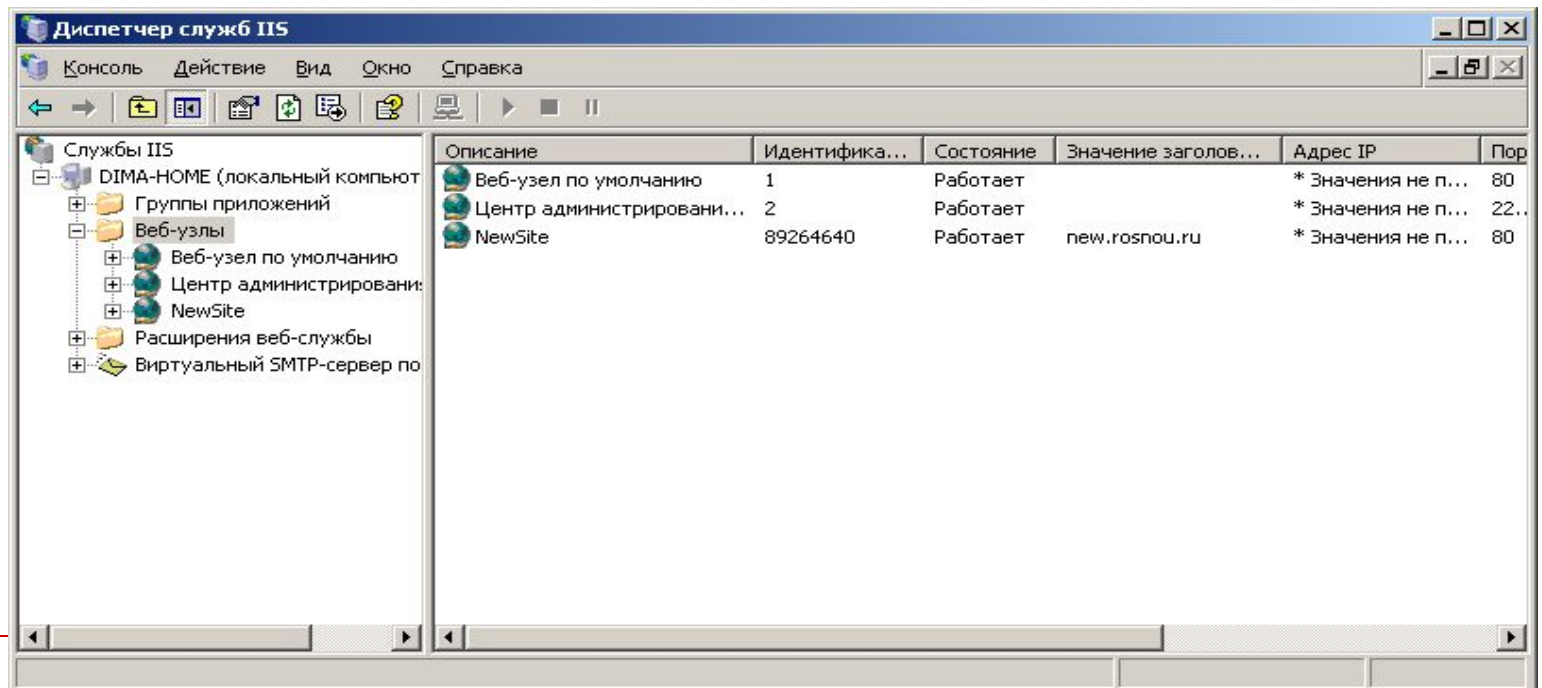 Диспетчер служб IIS
Консоль Действие Вид Окно Справка
Службы IIS
DIMA-HOME (локальный компьют
Группы приложений
Веб-узлы
Веб-узел по умолчанию
Центр администрировани
NewSite
Расширения веб-службы
Виртуальный SMTP-сервер по
Описание Идентифика... Состояние Значение заголов... Адрес IP Пор
Веб-узел по умолчанию 1 Работает * Значения не п... 80
Центр администрировани... 2 Работает * Значения не п... 22..
NewSite 89264640 Работает new.rosnou.ru * Значения не п... 80